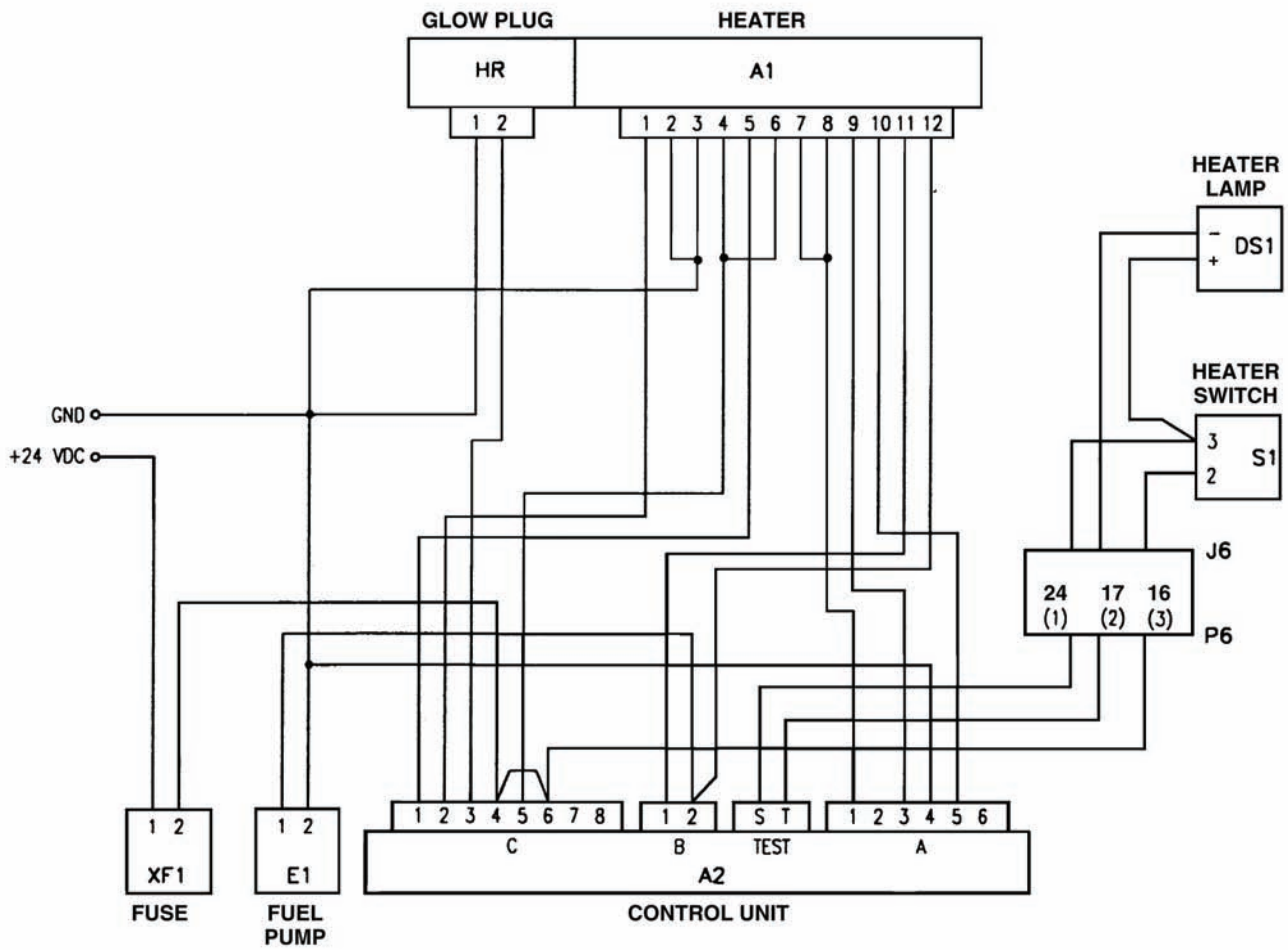 GLOW PLUG HEATER
HR A1
1 2 1 2 3 4 5 6 7 8 9 10 11 12
HEATER
LAMP
−
+
DS1
HEATER
SWITCH
3
2
S1
GND
+24 VDC
J6
24 17 16
(1) (2) (3)
P6
1 2
XF1
FUSE
1 2
E1
FUEL
PUMP
1 2 3 4 5 6 7 8 1 2 S T 1 2 3 4 5 6
C B TEST A
A2
CONTROL UNIT